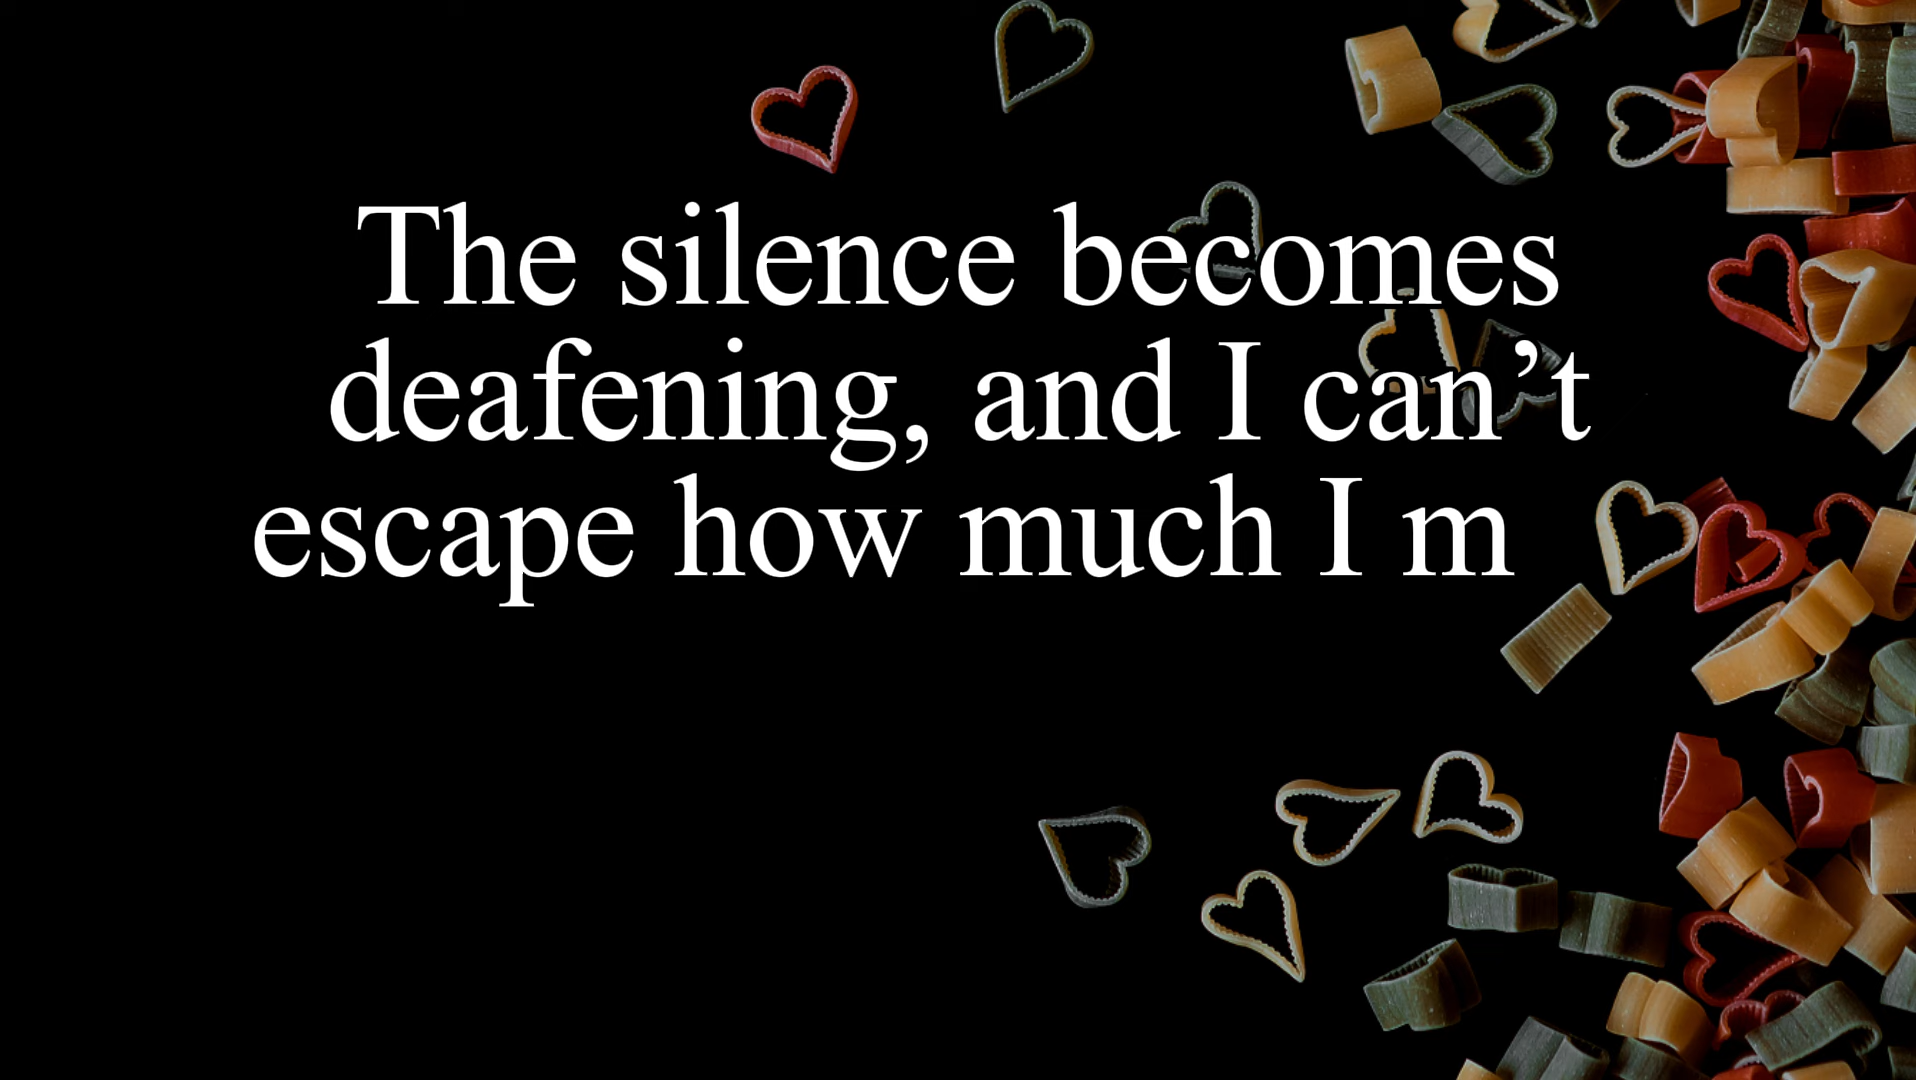 The silence becomes
deafening, and I can’t
escape how much I m